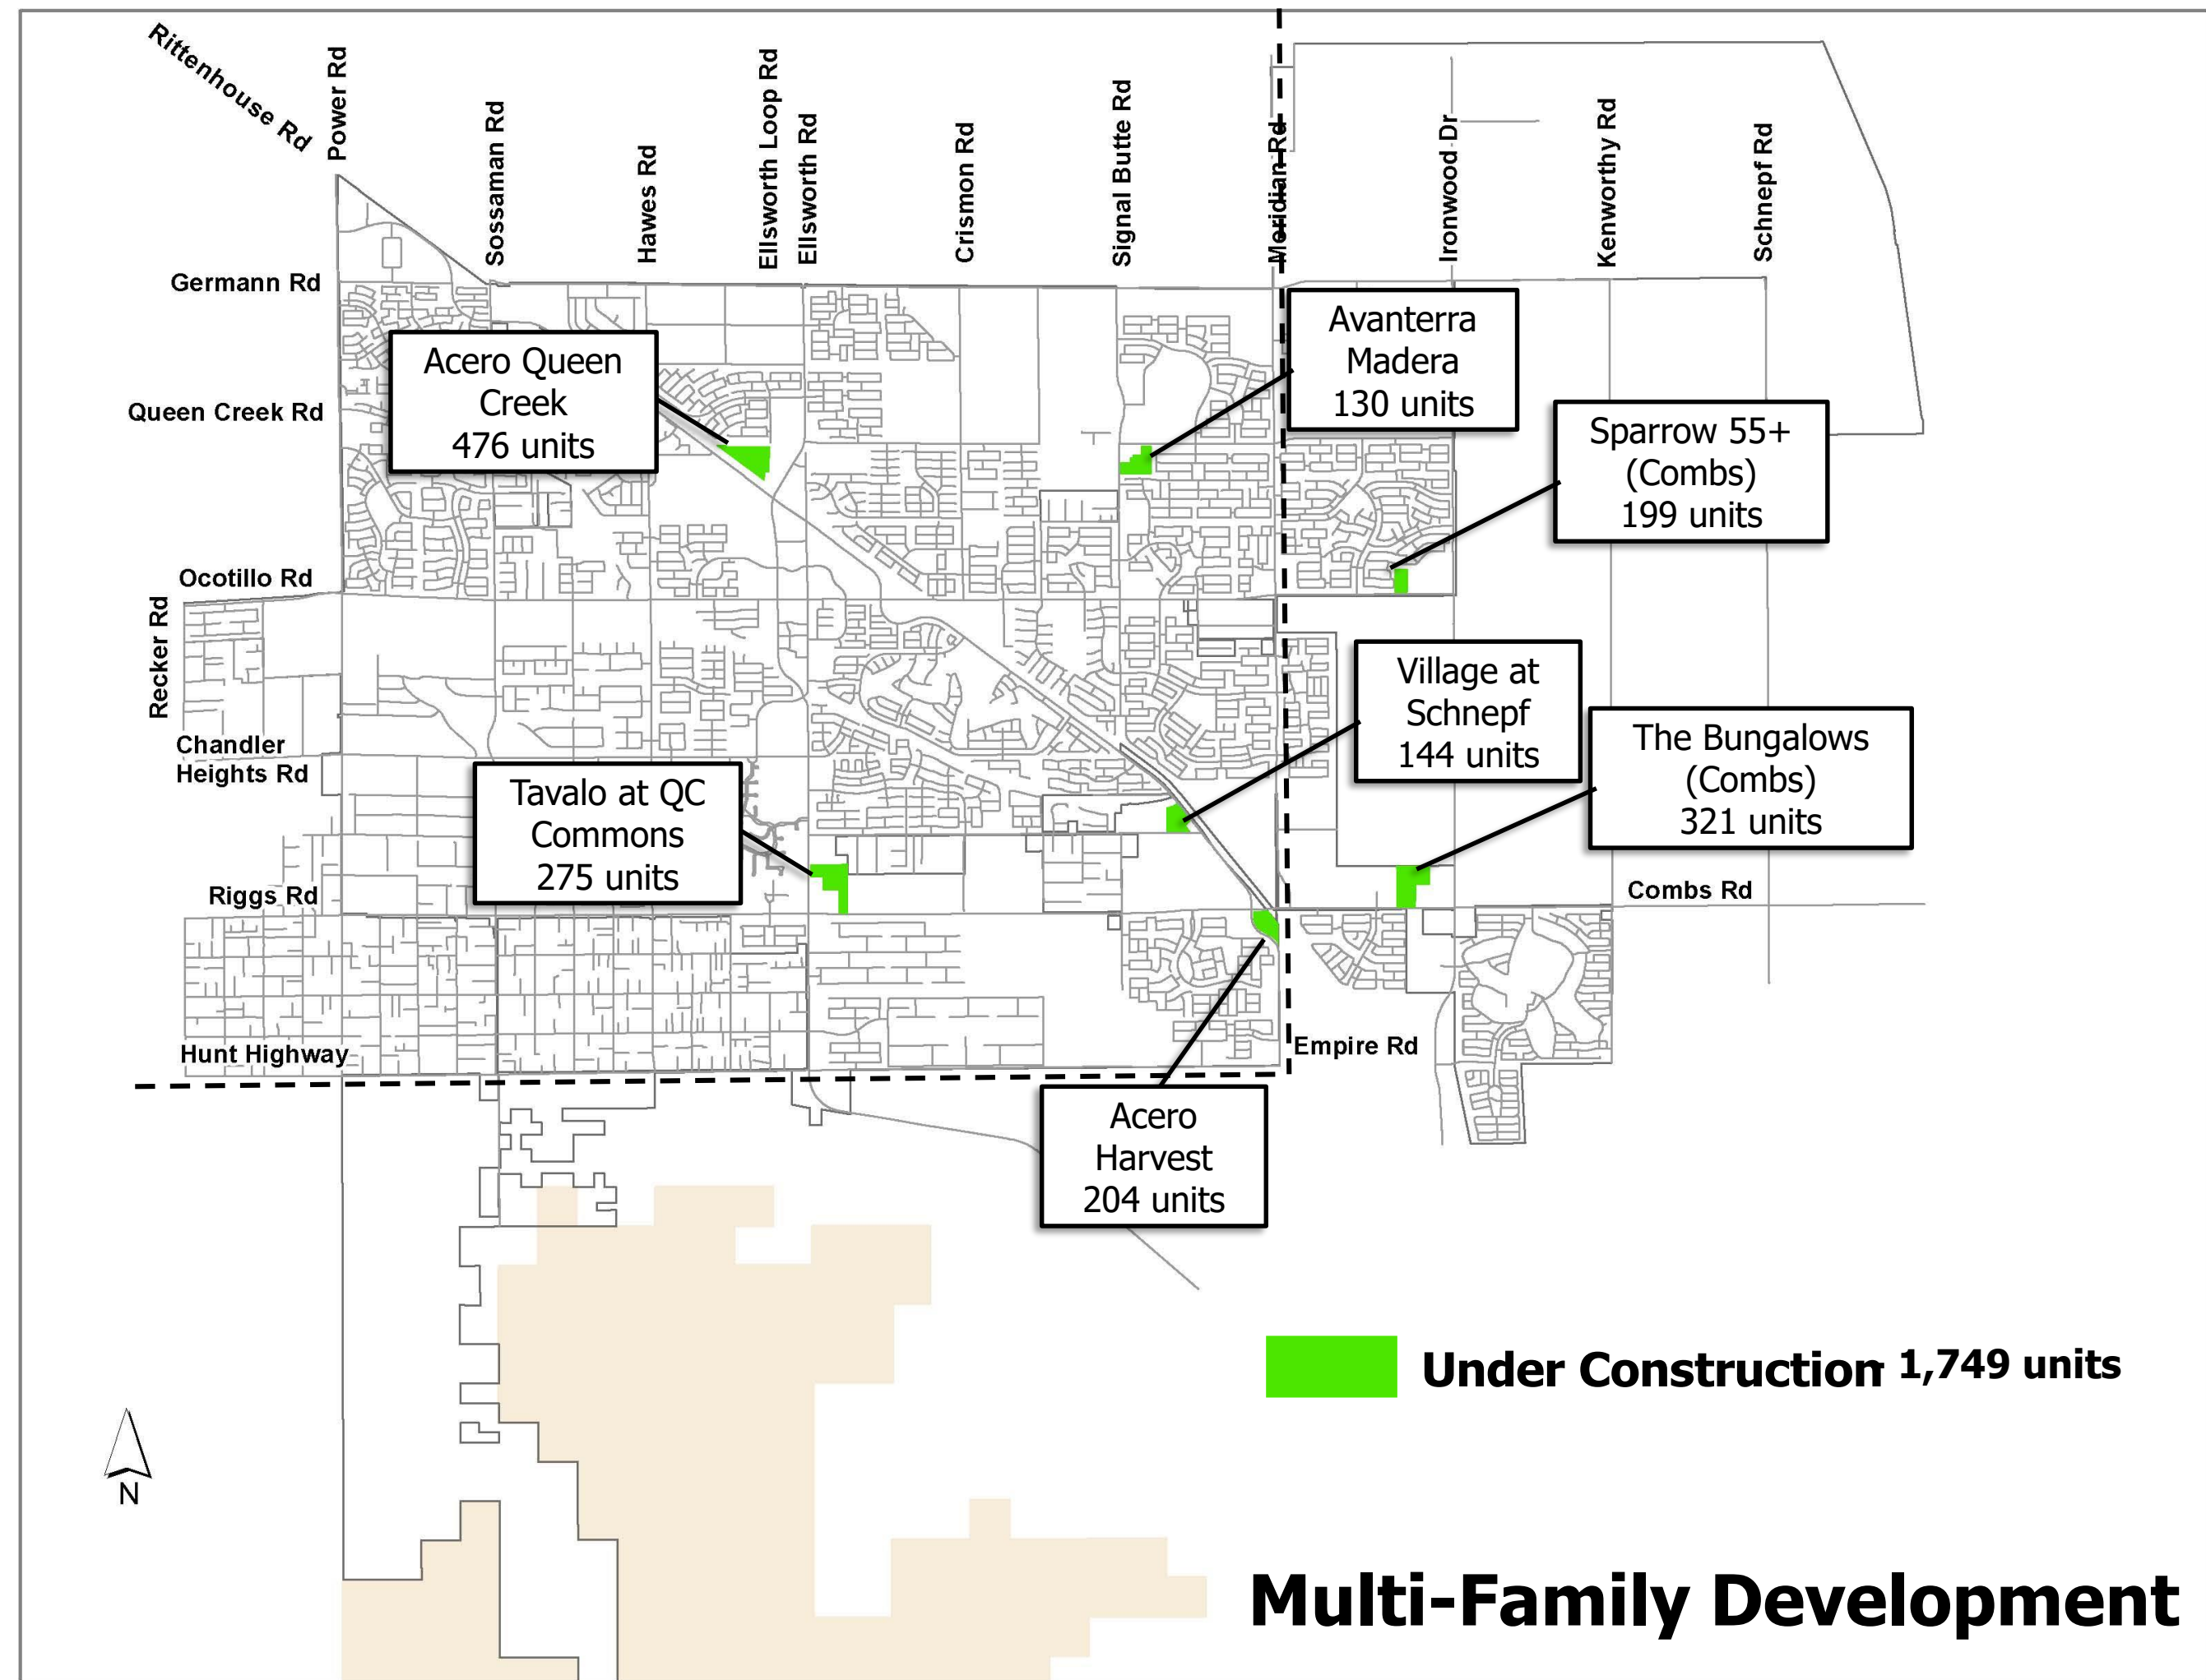 Rittenhouse Rd
Power Rd
Sossaman Rd
Hawes Rd
Ellsworth Loop Rd
Ellsworth Rd
Crismon Rd
Signal Butte Rd
Meridian Rd
Ironwood Dr
Kenworthy Rd
Schnepf Rd
Germann Rd
Queen Creek Rd
Ocotillo Rd
Recker Rd
Chandler
Heights Rd
Riggs Rd
Hunt Highway
Combs Rd
Empire Rd
Acero Queen
Creek
476 units
Avanterra
Madera
130 units
Sparrow 55+
(Combs)
199 units
Village at
Schnepf
144 units
The Bungalows
(Combs)
321 units
Tavalo at QC
Commons
275 units
Acero
Harvest
204 units
Under Construction - 1,749 units
N
Multi-Family Development